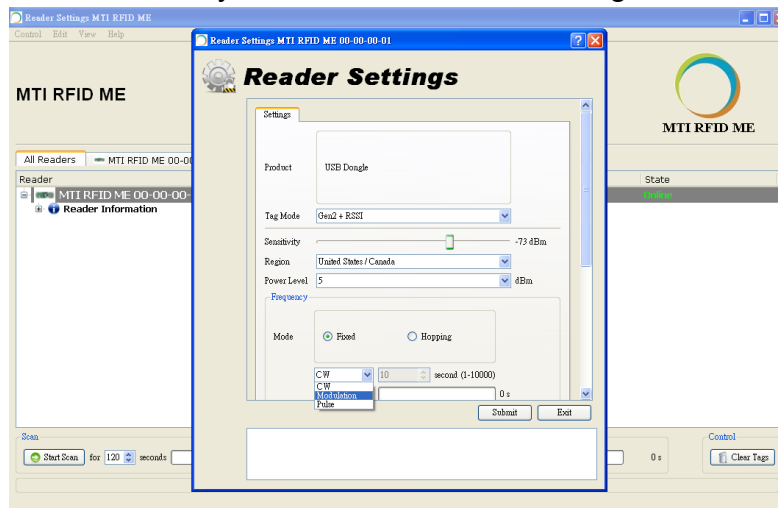 Reader Settings MTI RFID ME
Control Edit View Help
MTI RFID ME
MTI RFID ME
All Readers MTI RFID ME 00-00
Reader State
MTI RFID ME 00-00-00- Online
Reader Information
Reader Settings MTI RFID ME 00-00-00-01
Reader Settings
Settings
Product USB Dongle
Tag Mode Gen2 + RSSI
Sensitivity -73 dBm
Region United States / Canada
Power Level 5 dBm
Frequency
Mode Fixed Hopping
CW 10 second (1-10000)
CW
Modulation 0 s
Pulse
Submit Exit
Scan Control
Start Scan for 120 seconds 0 s Clear Tags